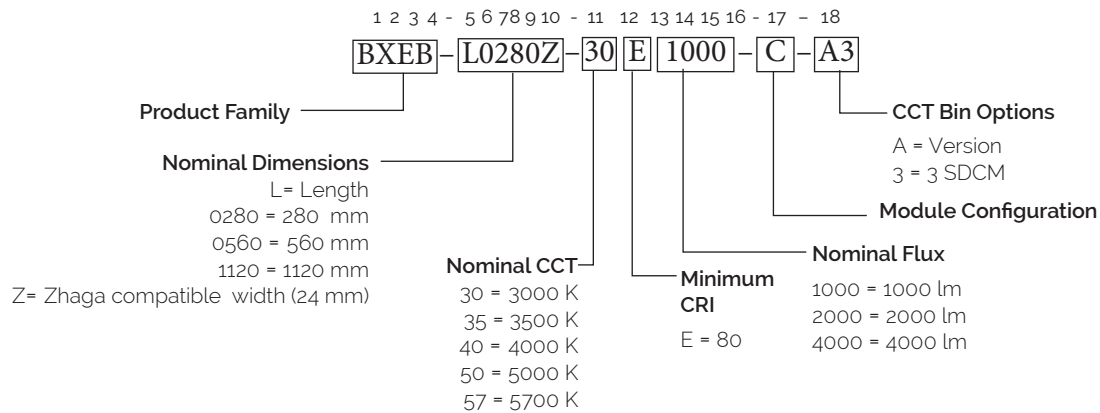 1 2 3 4 - 5 6 7 8 9 10 - 11 12 13 14 15 16 - 17 – 18
BXEB – L0280Z – 30 E 1000 – C – A3
Product Family
Nominal Dimensions
L= Length
0280 = 280 mm
0560 = 560 mm
1120 = 1120 mm
Z= Zhaga compatible width (24 mm)
Nominal CCT
30 = 3000 K
35 = 3500 K
40 = 4000 K
50 = 5000 K
57 = 5700 K
Minimum
CRI
E = 80
Nominal Flux
1000 = 1000 lm
2000 = 2000 lm
4000 = 4000 lm
Module Configuration
CCT Bin Options
A = Version
3 = 3 SDCM